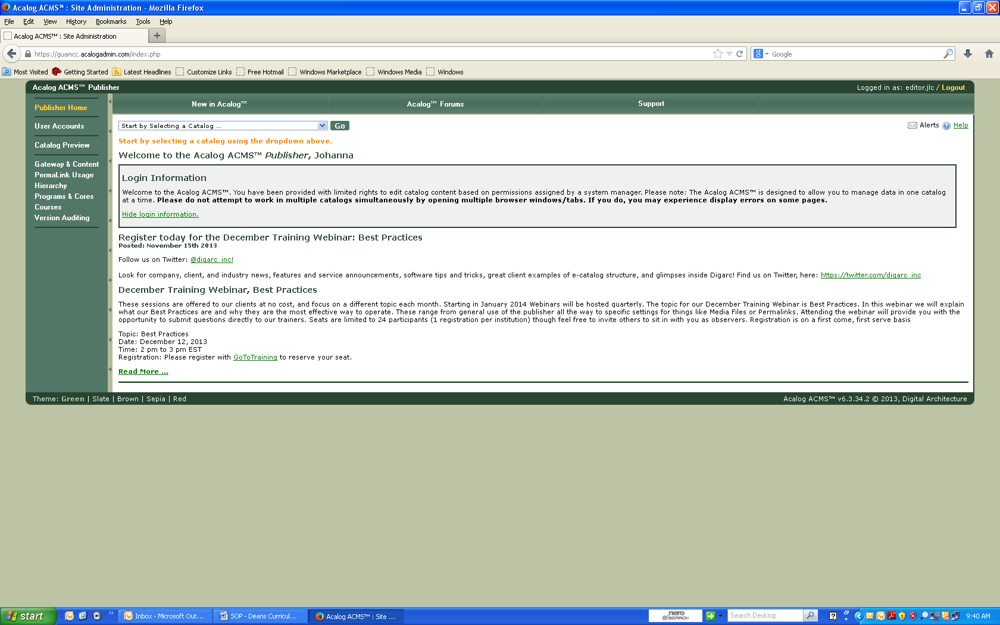 Acalog ACMS™ : Site Administration - Mozilla Firefox
File Edit View History Bookmarks Tools Help
Acalog ACMS™ : Site Administration
https://guamcc.acalogadmin.com/index.php
Google
Most Visited Getting Started Latest Headlines Customize Links Free Hotmail Windows Marketplace Windows Media Windows
Acalog ACMS™ Publisher
Logged in as: editor.jlc / Logout
Publisher Home
User Accounts
Catalog Preview
Gateway & Content
PermaLink Usage
Hierarchy
Programs & Cores
Courses
Version Auditing
New in Acalog™ Acalog™ Forums Support
Start by Selecting a Catalog ... Go
Alerts Help
Start by selecting a catalog using the dropdown above.
Welcome to the Acalog ACMS™ Publisher, Johanna
Login Information
Welcome to the Acalog ACMS™. You have been provided with limited rights to edit catalog content based on permissions assigned by a system manager. Please note: The Acalog ACMS™ is designed to allow you to manage data in one catalog
at a time. Please do not attempt to work in multiple catalogs simultaneously by opening multiple browser windows/tabs. If you do, you may experience display errors on some pages.
Hide login information.
Register today for the December Training Webinar: Best Practices
Posted: November 15th 2013
Follow us on Twitter: @digarc_inc!
Look for company, client, and industry news, features and service announcements, software tips and tricks, great client examples of e-catalog structure, and glimpses inside Digarc! Find us on Twitter, here: https://twitter.com/digarc_inc
December Training Webinar, Best Practices
These sessions are offered to our clients at no cost, and focus on a different topic each month. Starting in January 2014 Webinars will be hosted quarterly. The topic for our December Training Webinar is Best Practices. In this webinar we will explain
what our Best Practices are and why they are the most effective way to operate. These range from general use of the publisher all the way to specific settings for things like Media Files or Permalinks. Attending the webinar will provide you with the
opportunity to submit questions directly to our trainers. Seats are limited to 24 participants (1 registration per institution) though feel free to invite others to sit in with you as observers. Registration is on a first come, first serve basis
Topic: Best Practices
Date: December 12, 2013
Time: 2 pm to 3 pm EST
Registration: Please register with GoToTraining to reserve your seat.
Read More ...
Theme: Green | Slate | Brown | Sepia | Red
Acalog ACMS™ v6.3.34.2 © 2013, Digital Architecture
start
Inbox - Microsoft Out...
SOP - Deans Curricul...
Acalog ACMS™ : Site ...
nero
SEARCH
Search Desktop
9:40 AM